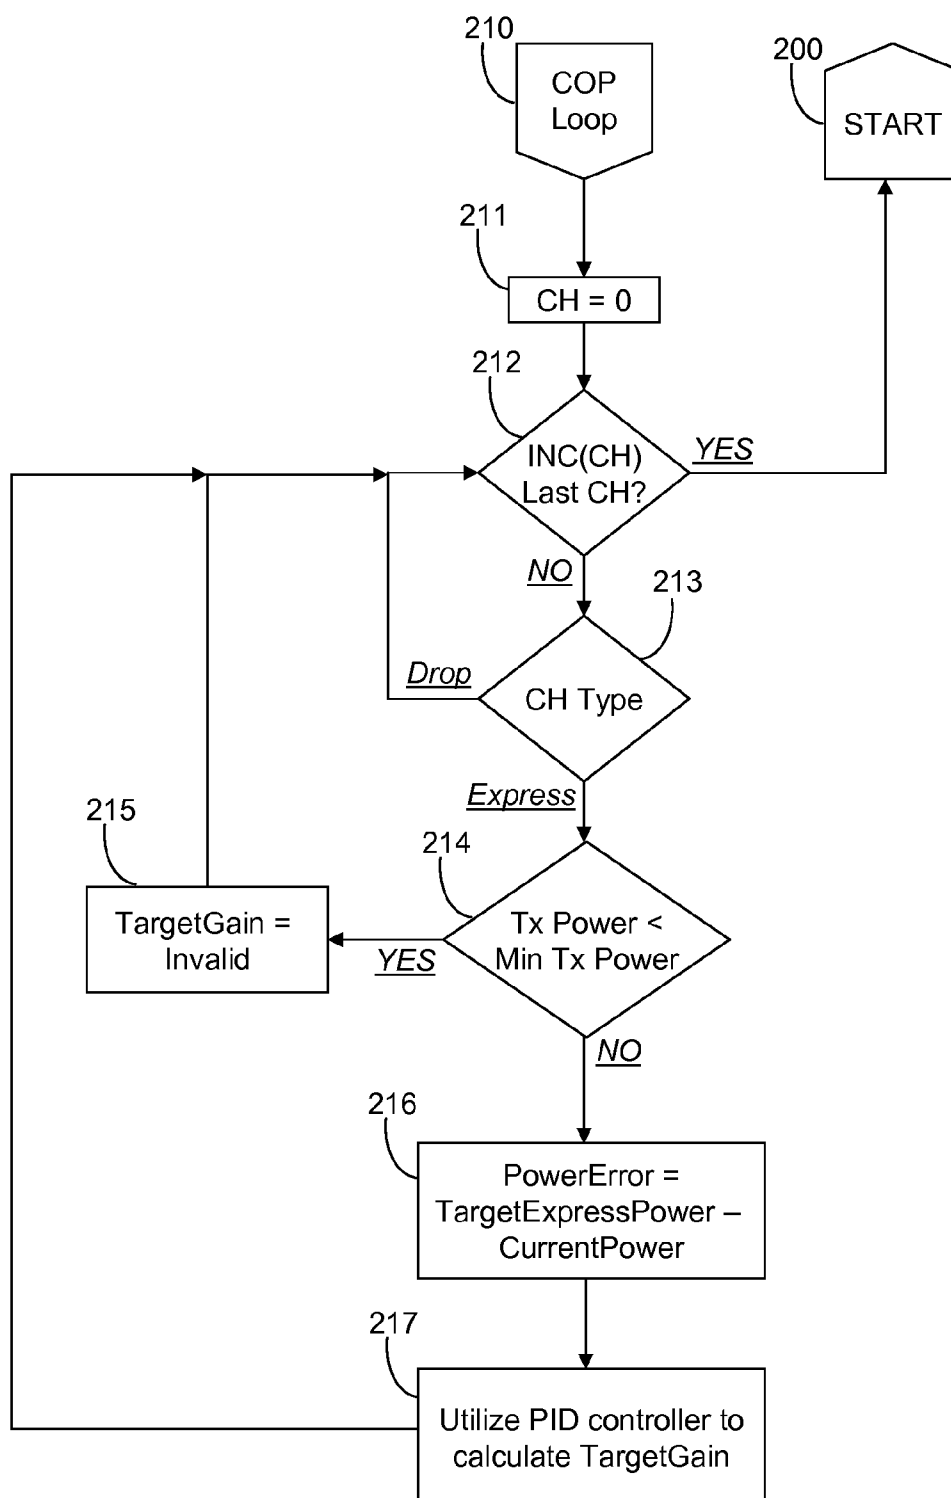 210
COP
Loop
200
START
211
CH = 0
212
INC(CH)
Last CH?
YES
NO
213
Drop
CH Type
Express
215
214
TargetGain =
Invalid
YES
Tx Power <
Min Tx Power
NO
216
PowerError =
TargetExpressPower –
CurrentPower
217
Utilize PID controller to
calculate TargetGain